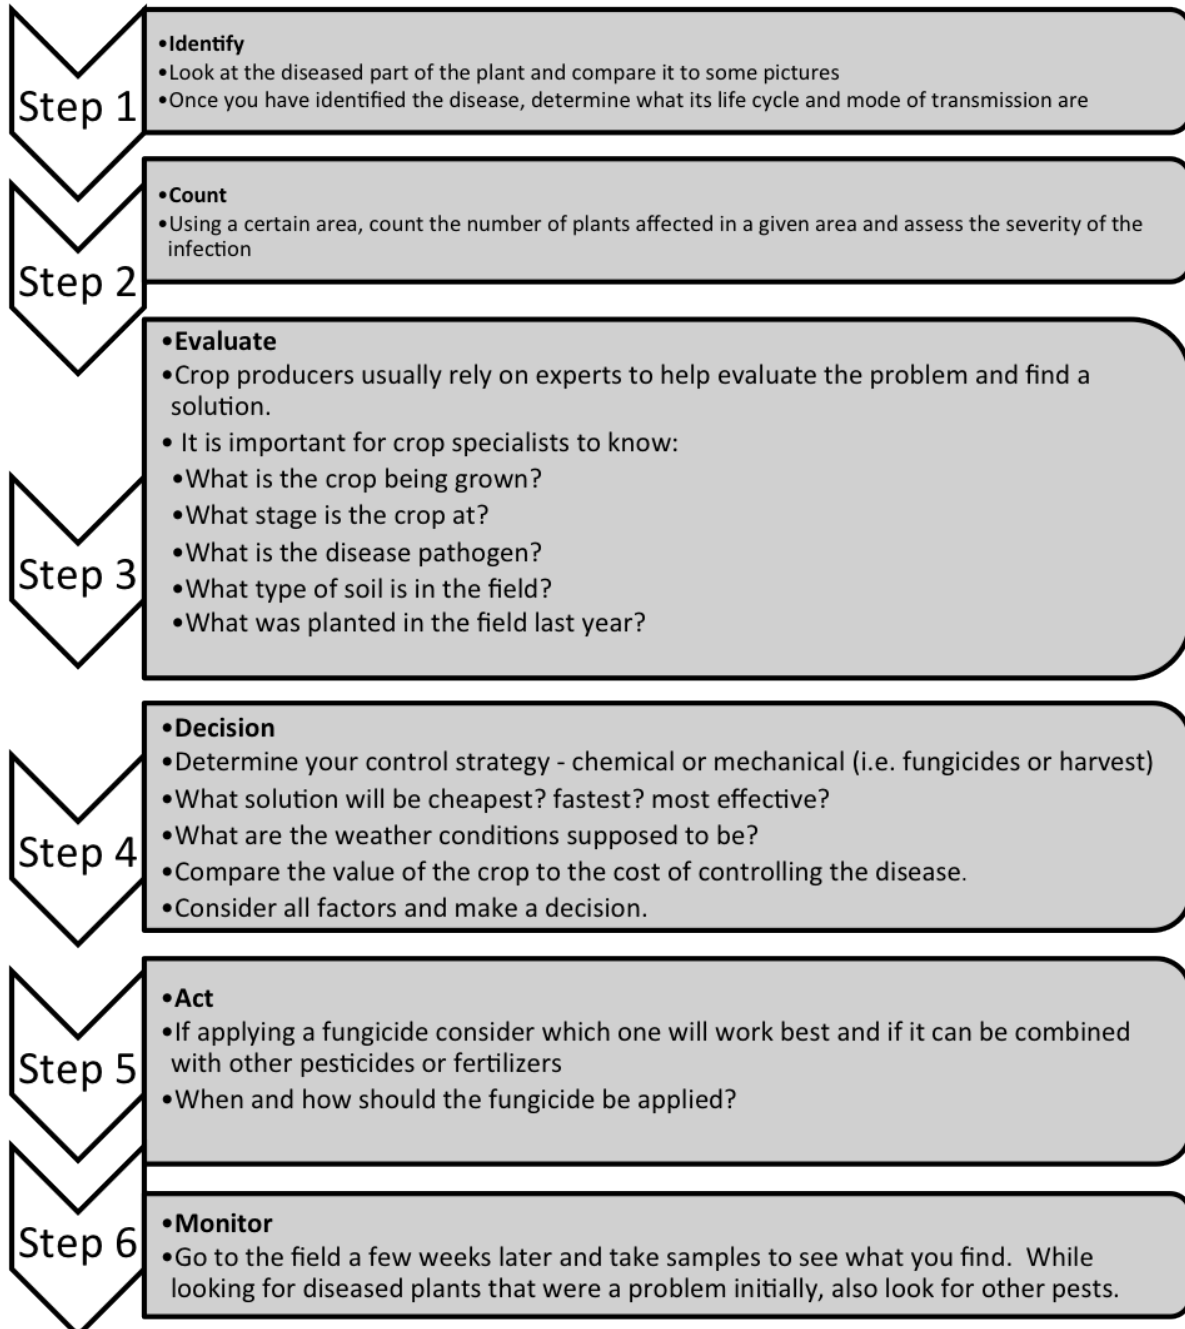 Step 1
•Identify
•Look at the diseased part of the plant and compare it to some pictures
•Once you have identified the disease, determine what its life cycle and mode of transmission are
Step 2
•Count
•Using a certain area, count the number of plants affected in a given area and assess the severity of the
infection
Step 3
•Evaluate
•Crop producers usually rely on experts to help evaluate the problem and find a
solution.
• It is important for crop specialists to know:
•What is the crop being grown?
•What stage is the crop at?
•What is the disease pathogen?
•What type of soil is in the field?
•What was planted in the field last year?
Step 4
•Decision
•Determine your control strategy - chemical or mechanical (i.e. fungicides or harvest)
•What solution will be cheapest? fastest? most effective?
•What are the weather conditions supposed to be?
•Compare the value of the crop to the cost of controlling the disease.
•Consider all factors and make a decision.
Step 5
•Act
•If applying a fungicide consider which one will work best and if it can be combined
with other pesticides or fertilizers
•When and how should the fungicide be applied?
Step 6
•Monitor
•Go to the field a few weeks later and take samples to see what you find.  While
looking for diseased plants that were a problem initially, also look for other pests.